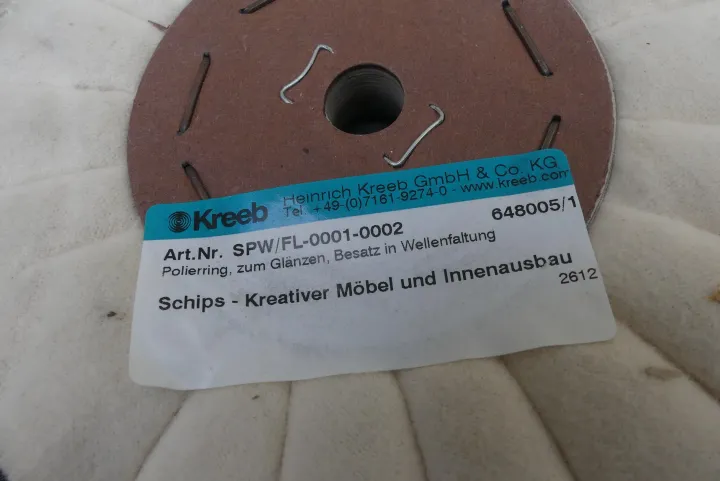 Kreeb
Heinrich Kreeb GmbH & Co. KG
Tel. +49-(0)7161-9274-0 - www.kreeb.com
Art.Nr. SPW/FL-0001-0002
648005/1
Polierring, zum Glänzen, Besatz in Wellenfaltung
Schips - Kreativer Möbel und Innenausbau
2612